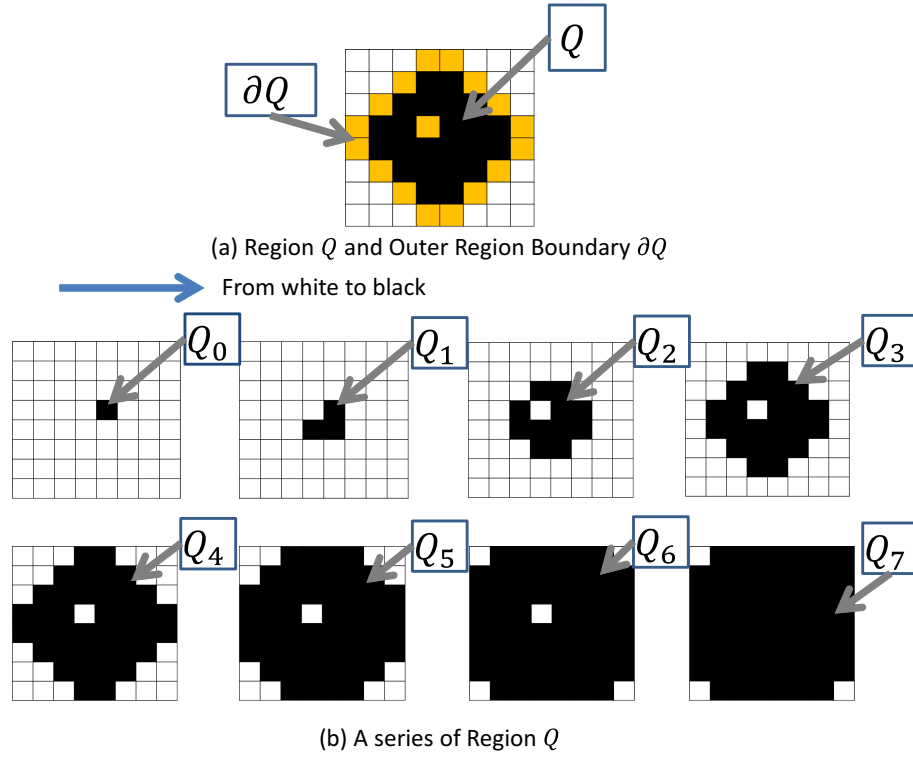 Q
∂Q
(a) Region Q and Outer Region Boundary ∂Q
From white to black
Q₀
Q₁
Q₂
Q₃
Q₄
Q₅
Q₆
Q₇
(b) A series of Region Q